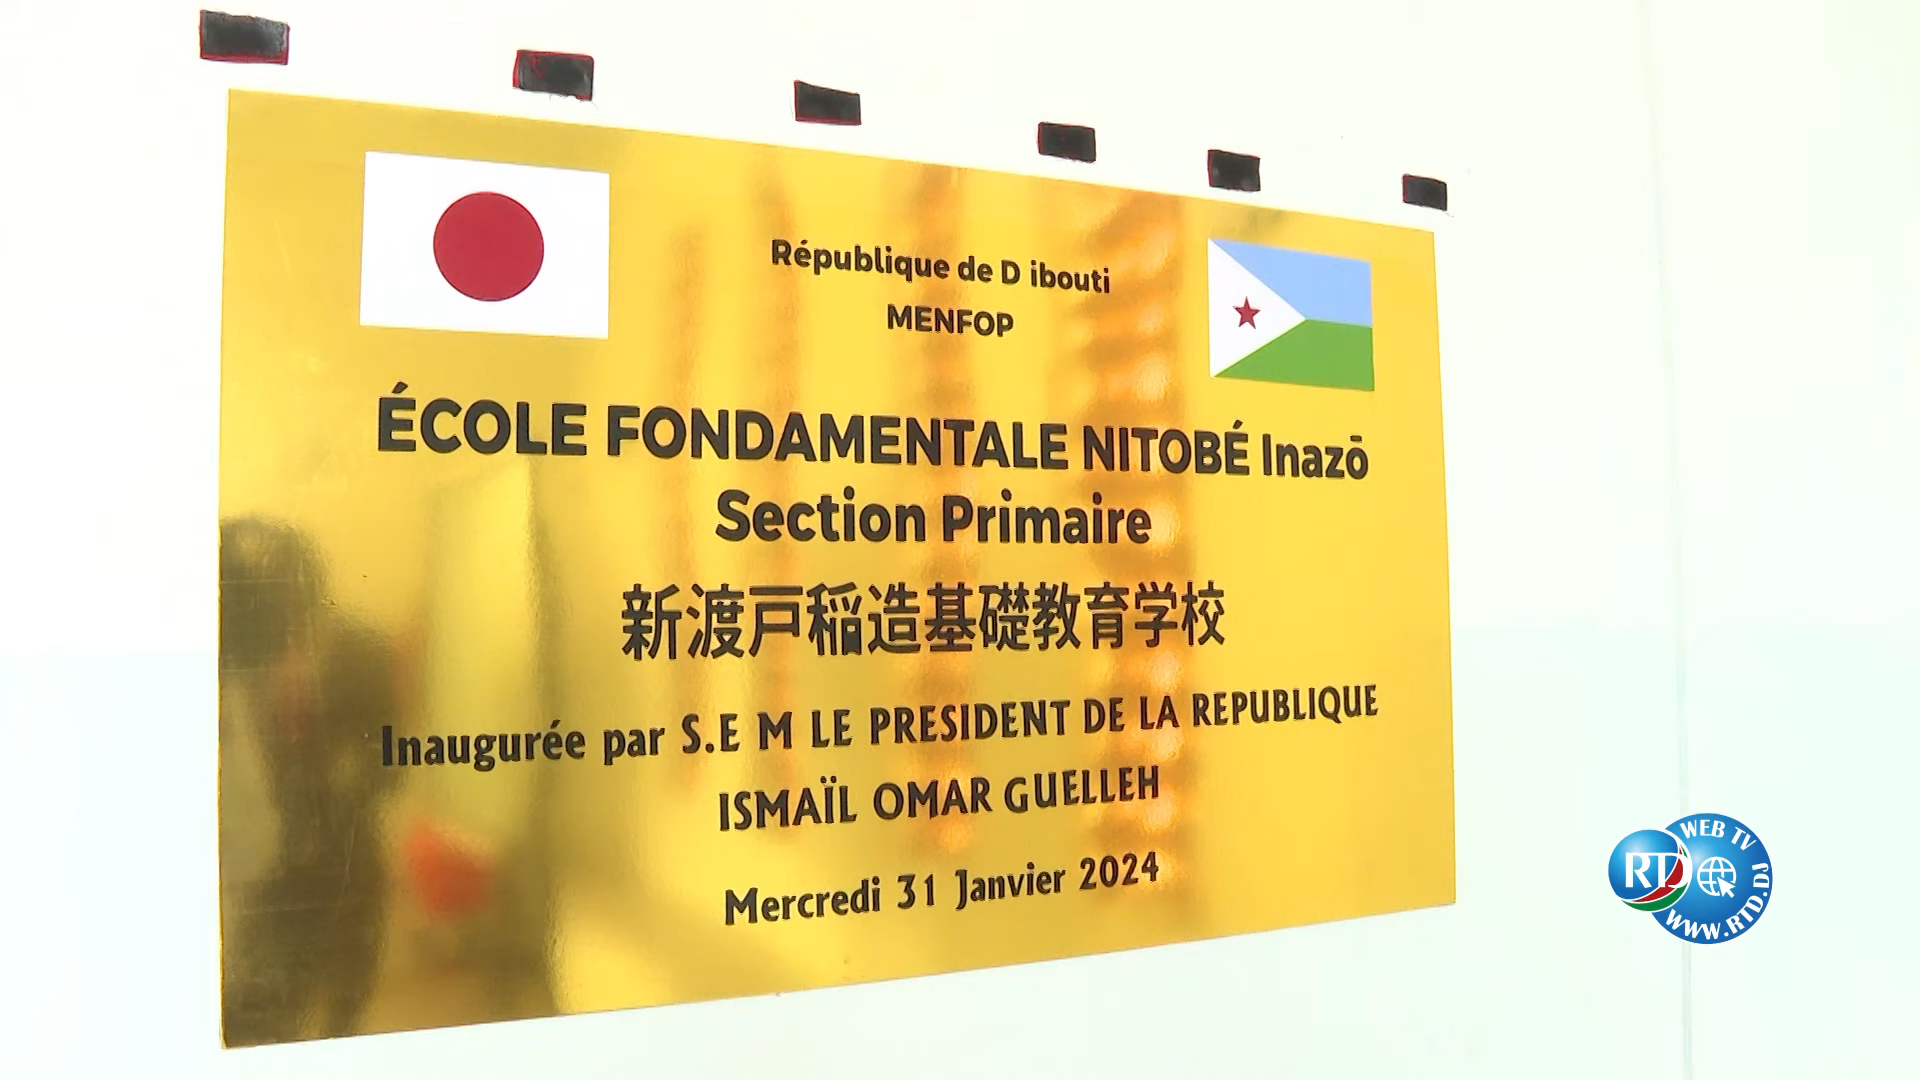 République de D ibouti
MENFOP
ÉCOLE FONDAMENTALE NITOBÉ Inazō
Section Primaire
新渡戸稲造基礎教育学校
Inaugurée par S.E M LE PRESIDENT DE LA REPUBLIQUE
ISMAÏL OMAR GUELLEH
Mercredi 31 Janvier 2024
WEB TV
RTD
WWW.RTD.DJ